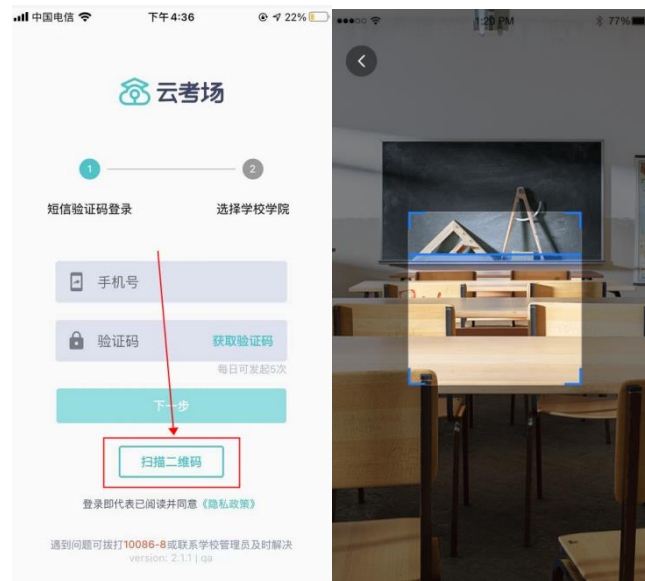 中国电信 下午4:36 22%
云考场
1 2
短信验证码登录 选择学校学院
手机号
验证码 获取验证码
每日可发起5次
下一步
扫描二维码
登录即代表已阅读并同意《隐私政策》
遇到问题可拨打10086-8或联系学校管理员及时解决
version: 2.1.1 | qa
1:20 PM 77%